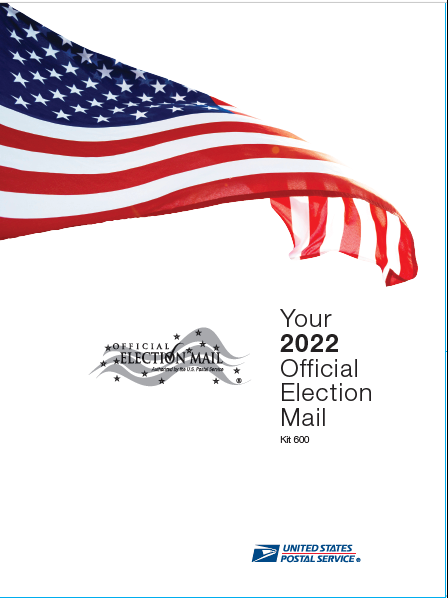 OFFICIAL
ELECTION MAIL
Authorized by the U.S. Postal Service
®
Your
2022
Official
Election
Mail
Kit 600
UNITED STATES
POSTAL SERVICE®